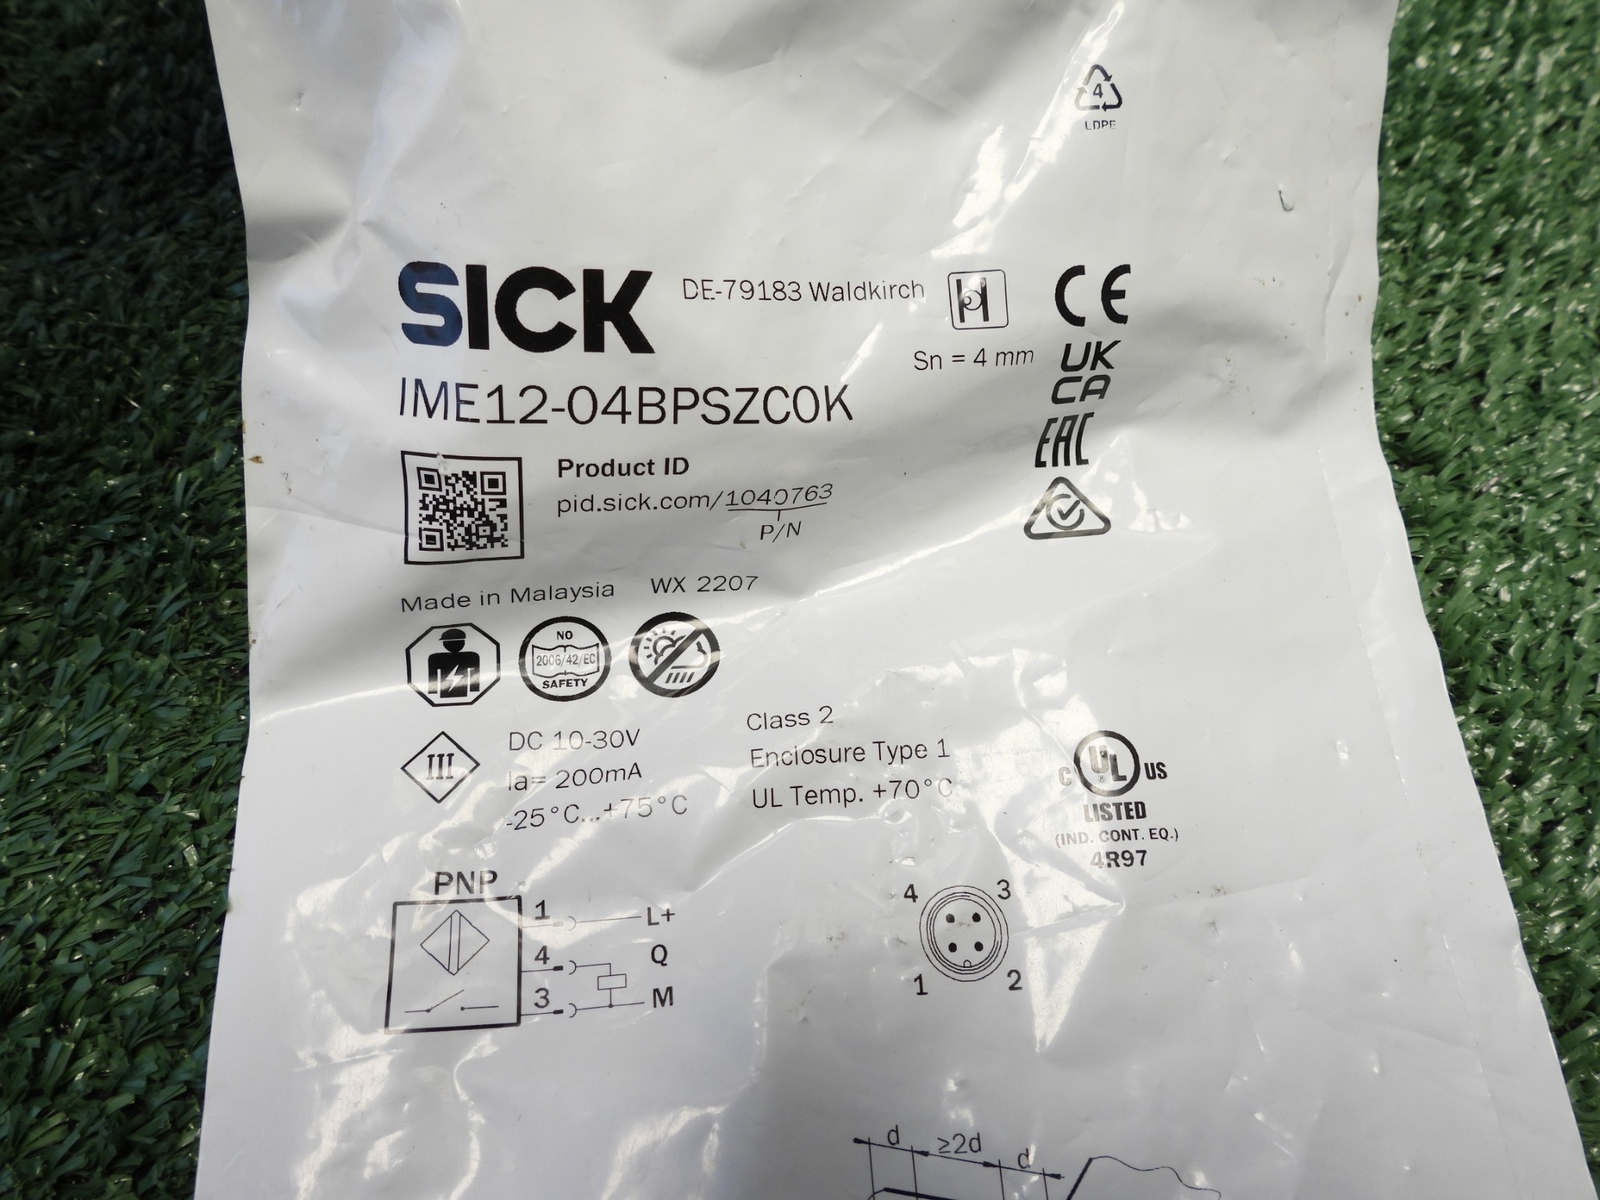 4
LDPE
SICK DE-79183 Waldkirch CE
Sn = 4 mm
UK
CA
IME12-04BPSZC0K
EAC
Product ID
pid.sick.com/1040763
P/N
Made in Malaysia WX 2207
NO
2006/42/EC
SAFETY
III
DC 10-30V
Ia= 200mA
-25°C...+75°C
Class 2
Enclosure Type 1
UL Temp. +70°C
C UL US
®
LISTED
(IND. CONT. EQ.)
4R97
PNP
1 L+
4 Q
3 M
4 3
1 2
d ≥2d d